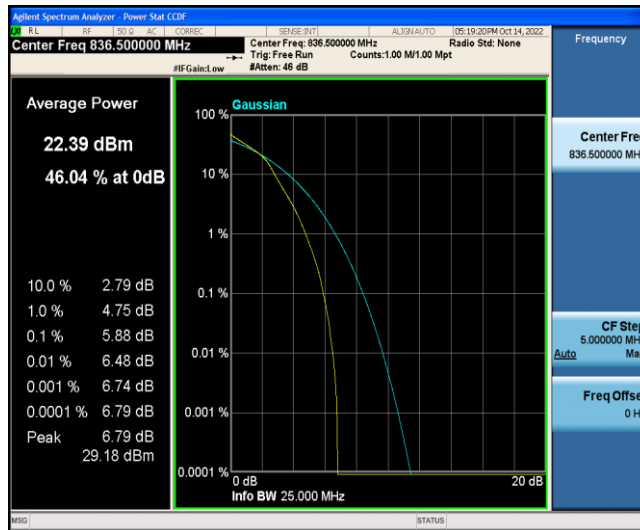 Agilent Spectrum Analyzer - Power Stat CCDF
RL RF 50 Ω AC CORREC SENSE:INT ALIGNAUTO 05:19:20PM Oct 14, 2022
Center Freq 836.500000 MHz
Center Freq: 836.500000 MHz Radio Std: None
Trig: Free Run Counts:1.00 M/1.00 Mpt
#IFGain:Low #Atten: 46 dB
Average Power
22.39 dBm
46.04 % at 0dB
10.0 % 2.79 dB
1.0 % 4.75 dB
0.1 % 5.88 dB
0.01 % 6.48 dB
0.001 % 6.74 dB
0.0001 % 6.79 dB
Peak 6.79 dB
29.18 dBm
Gaussian
100 %
10 %
1 %
0.1 %
0.01 %
0.001 %
0.0001 %
0 dB 20 dB
Info BW 25.000 MHz
Frequency
Center Fre
836.500000 MH
CF Step
5.000000 MH
Auto Ma
Freq Offse
0 H
MSG STATUS